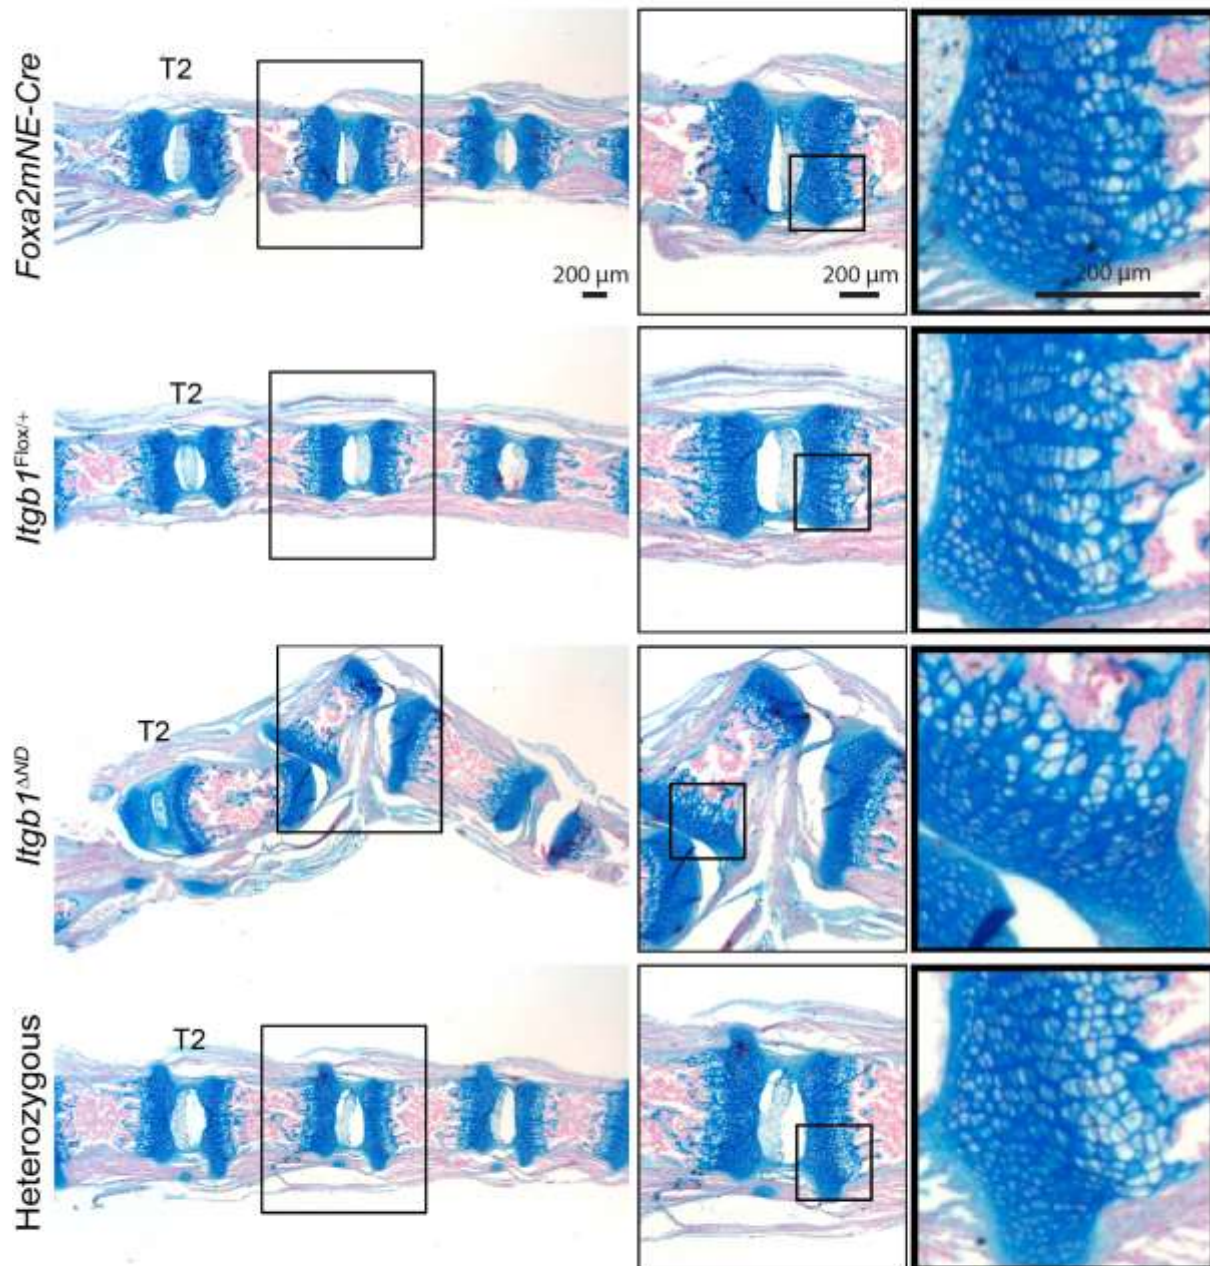 Foxa2mNE-Cre
T2
200 μm
200 μm
200 μm
Itgb1Flox/+
T2
Itgb1ΔND
T2
Heterozygous
T2